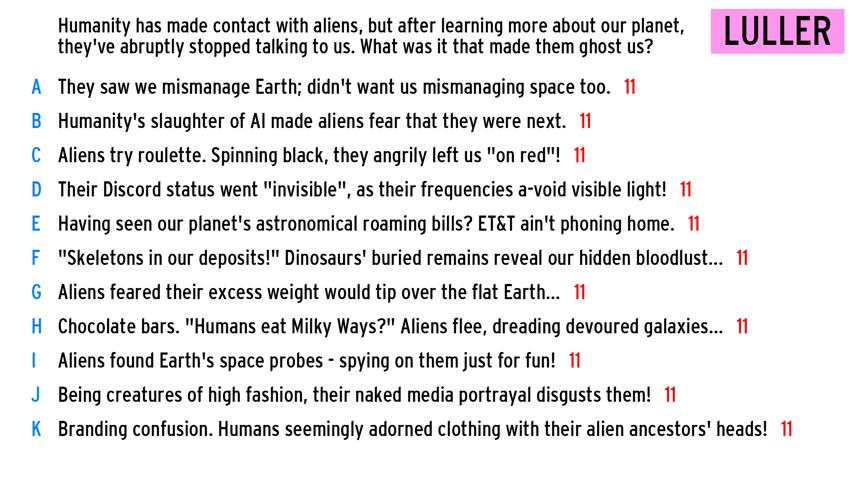 Humanity has made contact with aliens, but after learning more about our planet,
they've abruptly stopped talking to us. What was it that made them ghost us?
LULLER
A They saw we mismanage Earth; didn't want us mismanaging space too. 11
B Humanity's slaughter of AI made aliens fear that they were next. 11
C Aliens try roulette. Spinning black, they angrily left us "on red"! 11
D Their Discord status went "invisible", as their frequencies a-void visible light! 11
E Having seen our planet's astronomical roaming bills? ET&T ain't phoning home. 11
F "Skeletons in our deposits!" Dinosaurs' buried remains reveal our hidden bloodlust... 11
G Aliens feared their excess weight would tip over the flat Earth... 11
H Chocolate bars. "Humans eat Milky Ways?" Aliens flee, dreading devoured galaxies... 11
I Aliens found Earth's space probes - spying on them just for fun! 11
J Being creatures of high fashion, their naked media portrayal disgusts them! 11
K Branding confusion. Humans seemingly adorned clothing with their alien ancestors' heads! 11